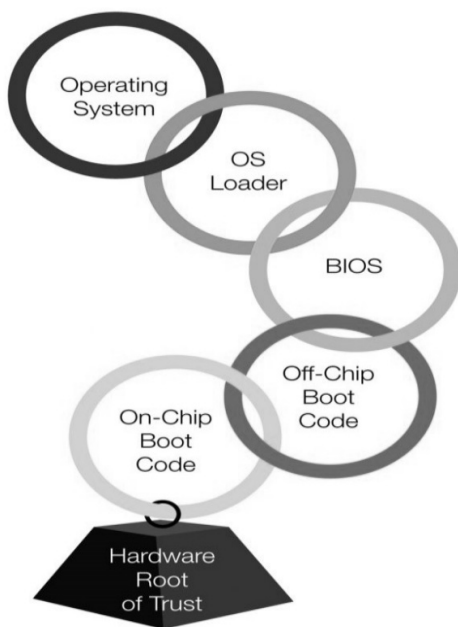 Operating
System
OS
Loader
BIOS
Off-Chip
Boot
Code
On-Chip
Boot
Code
Hardware
Root
of Trust